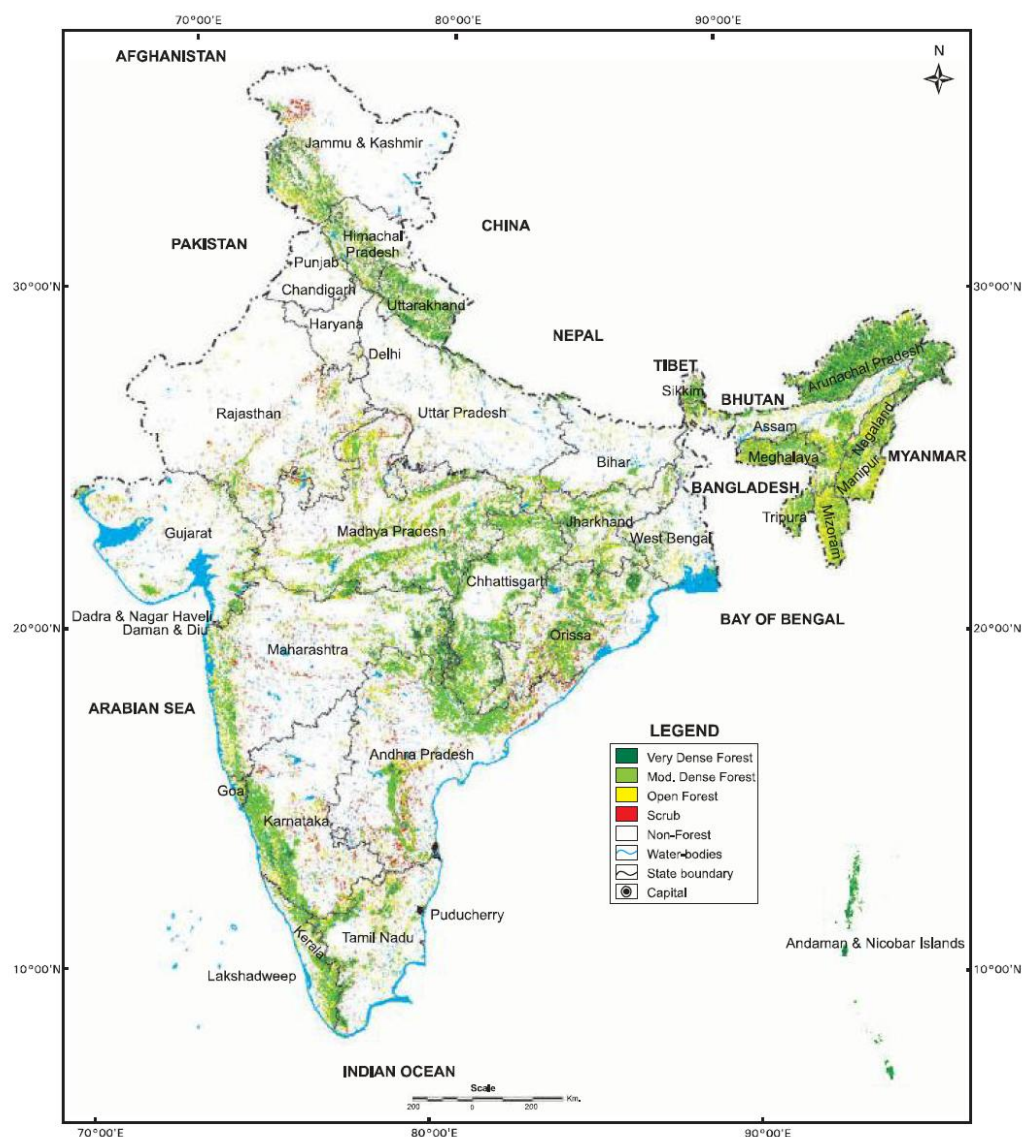 70°00'E 80°00'E 90°00'E
AFGHANISTAN
N
Jammu & Kashmir
CHINA
PAKISTAN
Himachal
Pradesh
Punjab
30°00'N 30°00'N
Chandigarh
Uttarakhand
Haryana
NEPAL
Delhi
TIBET
Sikkim
Arunachal Pradesh
BHUTAN
Rajasthan
Uttar Pradesh
Assam
Negaland
Meghalaya
MYANMAR
Bihar
Manipur
BANGLADESH
Tripura
Mizoram
Gujarat
Madhya Pradesh
Jharkhand
West Bengal
Chhattisgarh
Dadra & Nagar Haveli
Daman & Diu
BAY OF BENGAL
20°00'N 20°00'N
Orissa
Maharashtra
ARABIAN SEA
LEGEND
Very Dense Forest
Mod. Dense Forest
Open Forest
Scrub
Non-Forest
Water-bodies
State boundary
Capital
Andhra Pradesh
Goa
Karnataka
Puducherry
Kerala
Tamil Nadu
Andaman & Nicobar Islands
Lakshadweep
10°00'N 10°00'N
INDIAN OCEAN
Scale
200 0 200 Km.
70°00'E 80°00'E 90°00'E